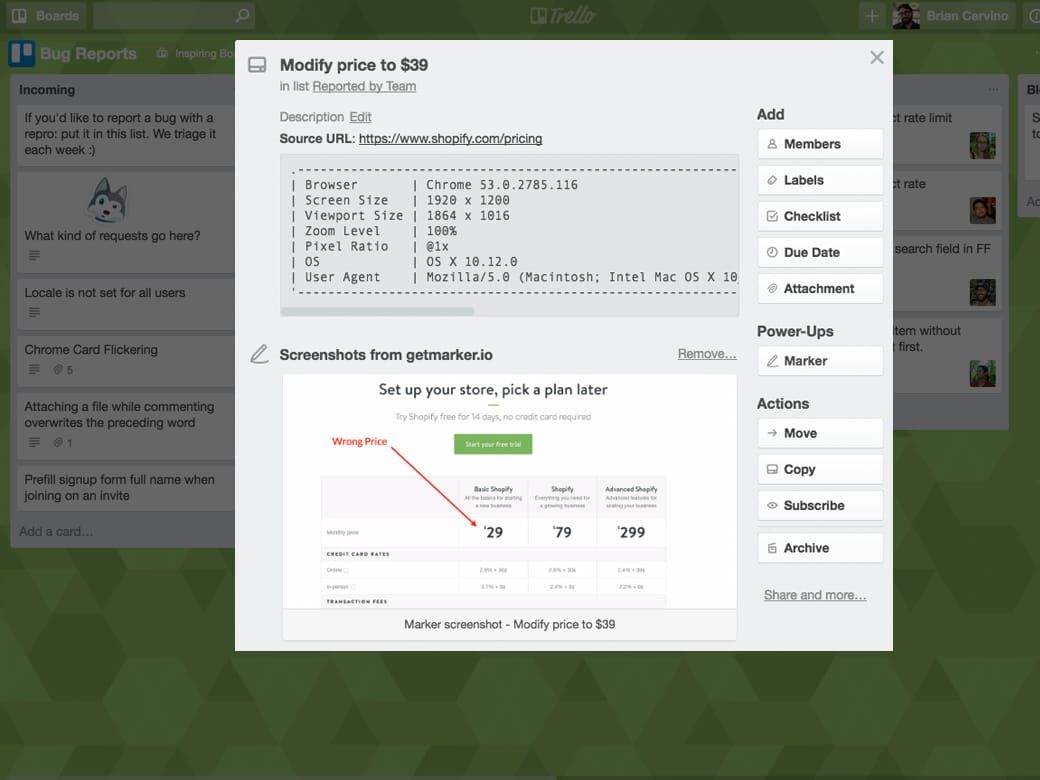 Boards
Trello
Brian Cervino
Bug Reports
Inspiring Bo
Incoming
If you'd like to report a bug with a
repro: put it in this list. We triage it
each week :)
What kind of requests go here?
Locale is not set for all users
Chrome Card Flickering
5
Attaching a file while commenting
overwrites the preceding word
1
Prefill signup form full name when
joining on an invite
Add a card…
Modify price to $39
in list Reported by Team
Description Edit
Source URL: https://www.shopify.com/pricing
.----------------------------------------------------------------
| Browser | Chrome 53.0.2785.116
| Screen Size | 1920 x 1200
| Viewport Size | 1864 x 1016
| Zoom Level | 100%
| Pixel Ratio | @1x
| OS | OS X 10.12.0
| User Agent | Mozilla/5.0 (Macintosh; Intel Mac OS X 10
'----------------------------------------------------------------
Screenshots from getmarker.io
Remove…
Set up your store, pick a plan later
Try Shopify free for 14 days, no credit card required
Wrong Price
Start your free trial
Basic Shopify Shopify Advanced Shopify
All the basics for starting Everything you need for Advanced features for
a new business a growing business scaling your business
Monthly price $29 $79 $299
CREDIT CARD RATES
Online 2.9% + 30¢ 2.6% + 30¢ 2.4% + 30¢
In person 2.7% + 0¢ 2.4% + 0¢ 2.2% + 0¢
TRANSACTION FEES
Marker screenshot - Modify price to $39
Add
Members
Labels
Checklist
Due Date
Attachment
Power-Ups
Marker
Actions
Move
Copy
Subscribe
Archive
Share and more…
ct rate limit
ct rate
search field in FF
item without
t first.
Bl
S
to
Ad